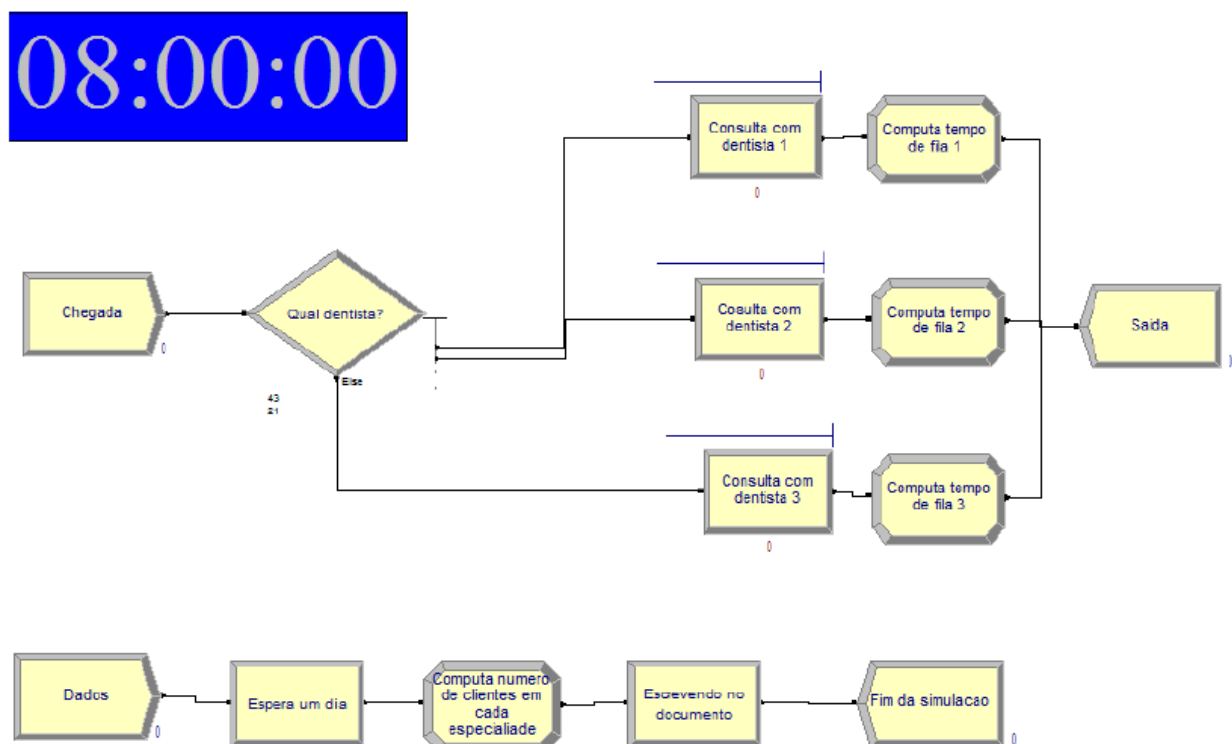 08:00:00
Consulta com
dentista 1
0
Computa tempo
de fila 1
Chegada
0
Qual dentista?
Else
43
21
Cosulta com
dentista 2
0
Computa tempo
de fila 2
Saida
0
Consulta com
dentista 3
0
Computa tempo
de fila 3
Dados
0
Espera um dia
Computa numero
de clientes em
cada
especialiade
Escrevendo no
documento
Fim da simulacao
0